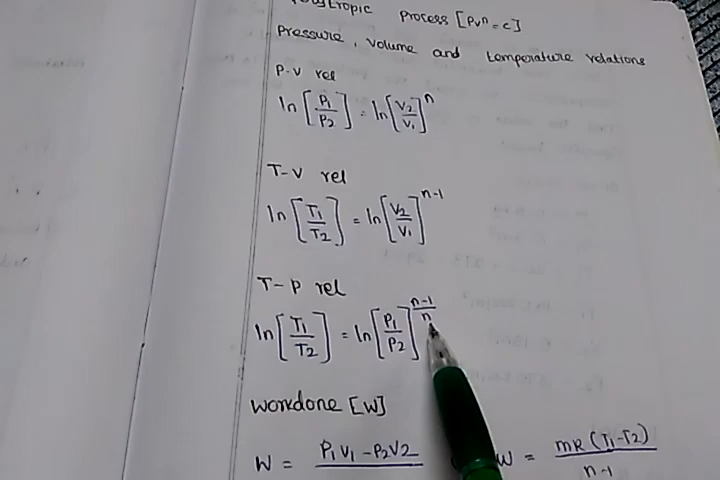 Process [PVⁿ = c]
Pressure, Volume and temperature relations
P-V rel
ln [P₁/P₂] = ln [V₂/V₁]ⁿ
T-V rel
ln [T₁/T₂] = ln [V₂/V₁]ⁿ⁻¹
T-P rel
ln [T₁/T₂] = ln [P₁/P₂]^(n-1/n)
Workdone [W]
W = P₁V₁ - P₂V₂ W = mR (T₁-T₂) / n-1